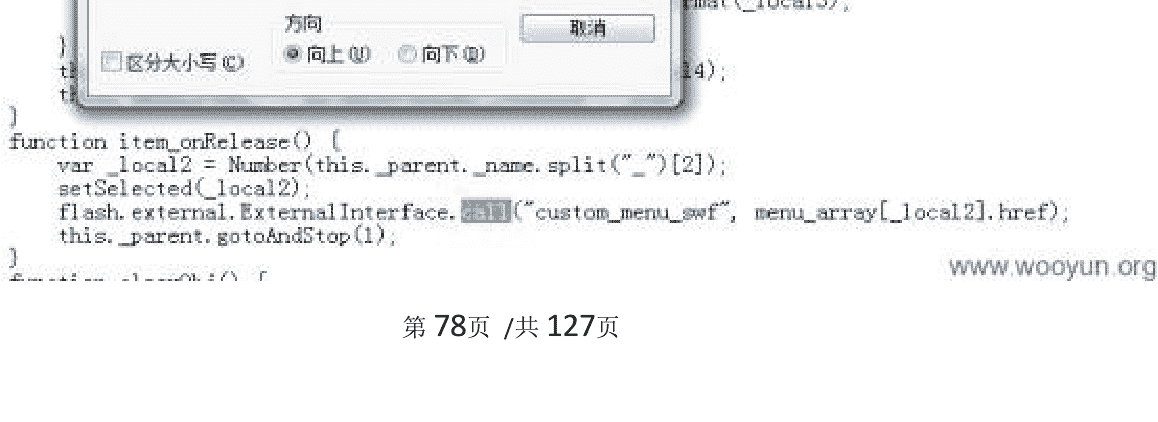 方向
取消
区分大小写(C)
向上(U)
向下(D)
}
14);
}
function item_onRelease() {
var _local2 = Number(this._parent._name.split("_")[2]);
setSelected(_local2);
flash.external.ExternalInterface.call("custom_menu_swf", menu_array[_local2].href);
this._parent.gotoAndStop(1);
}
www.wooyun.org
第 78页 /共 127页